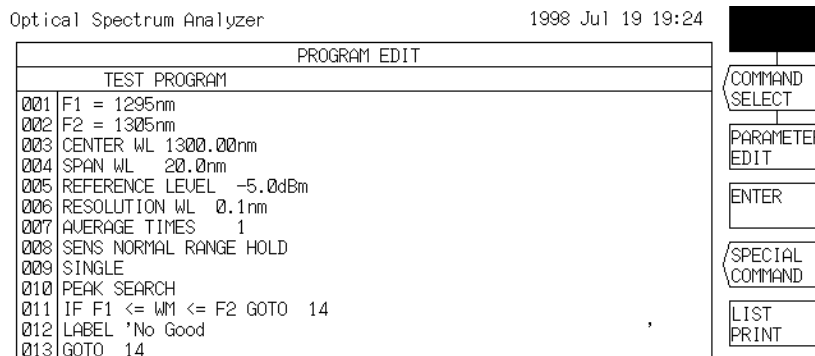 Optical Spectrum Analyzer 1998 Jul 19 19:24
PROGRAM EDIT
TEST PROGRAM
001 F1 = 1295nm
002 F2 = 1305nm
003 CENTER WL 1300.00nm
004 SPAN WL 20.0nm
005 REFERENCE LEVEL -5.0dBm
006 RESOLUTION WL 0.1nm
007 AVERAGE TIMES 1
008 SENS NORMAL RANGE HOLD
009 SINGLE
010 PEAK SEARCH
011 IF F1 <= WM <= F2 GOTO 14
012 LABEL 'No Good '
013 GOTO 14
COMMAND
SELECT
PARAMETER
EDIT
ENTER
SPECIAL
COMMAND
LIST
PRINT